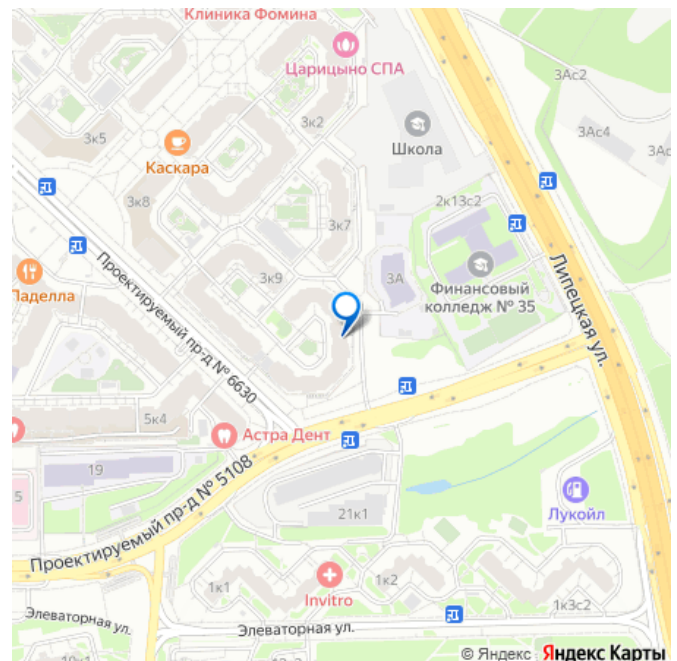 Клиника Фомина
Царицыно СПА
3Ас2
3к5
3к2
3Ас4
Школа
Каскара
3к8
2к13с2
3к7
3к9
3А
Финансовый
колледж № 35
Липецкая ул.
Проектируемый пр-д № 6630
5к4
Астра Дент
19
5
21к1
Лукойл
Проектируемый пр-д № 5108
1к1
Invitro
1к2
1к3с2
Элеваторная ул.
Элеваторная ул.
© Яндекс Яндекс Карты